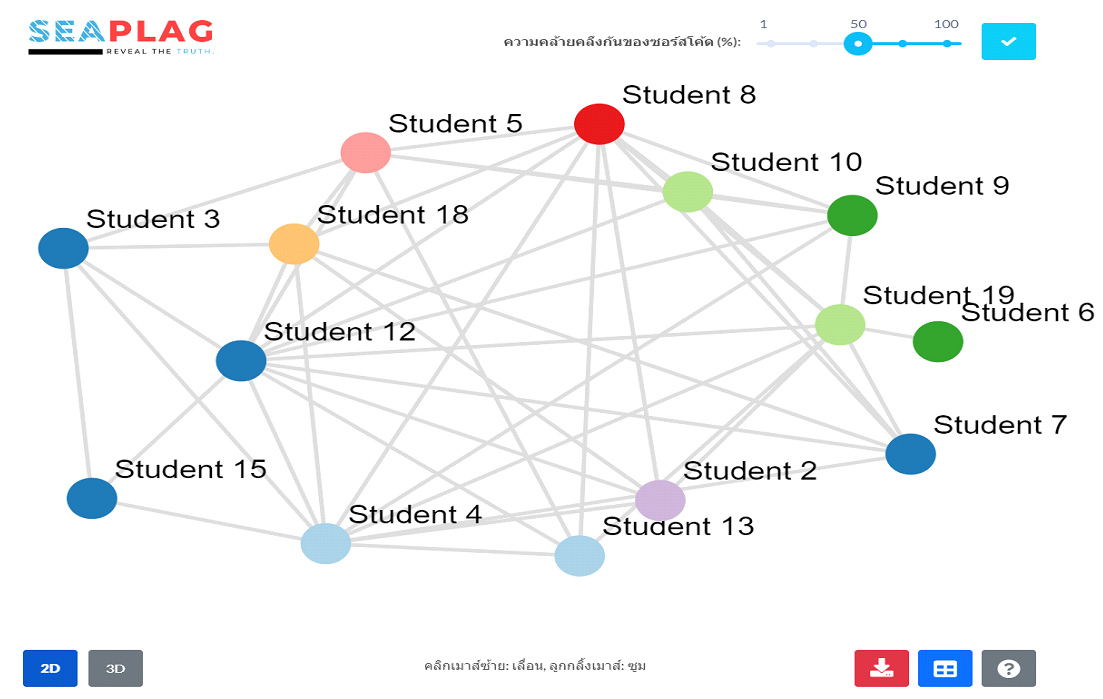 SEAPLAG
REVEAL THE TRUTH.
ความคล้ายคลึงกันของซอร์สโค้ด (%):
1 50 100
Student 8
Student 5
Student 10
Student 9
Student 18
Student 3
Student 19
Student 6
Student 12
Student 7
Student 15
Student 2
Student 4
Student 13
2D 3D
คลิกเมาส์ซ้าย: เลื่อน, ลูกกลิ้งเมาส์: ซูม
?